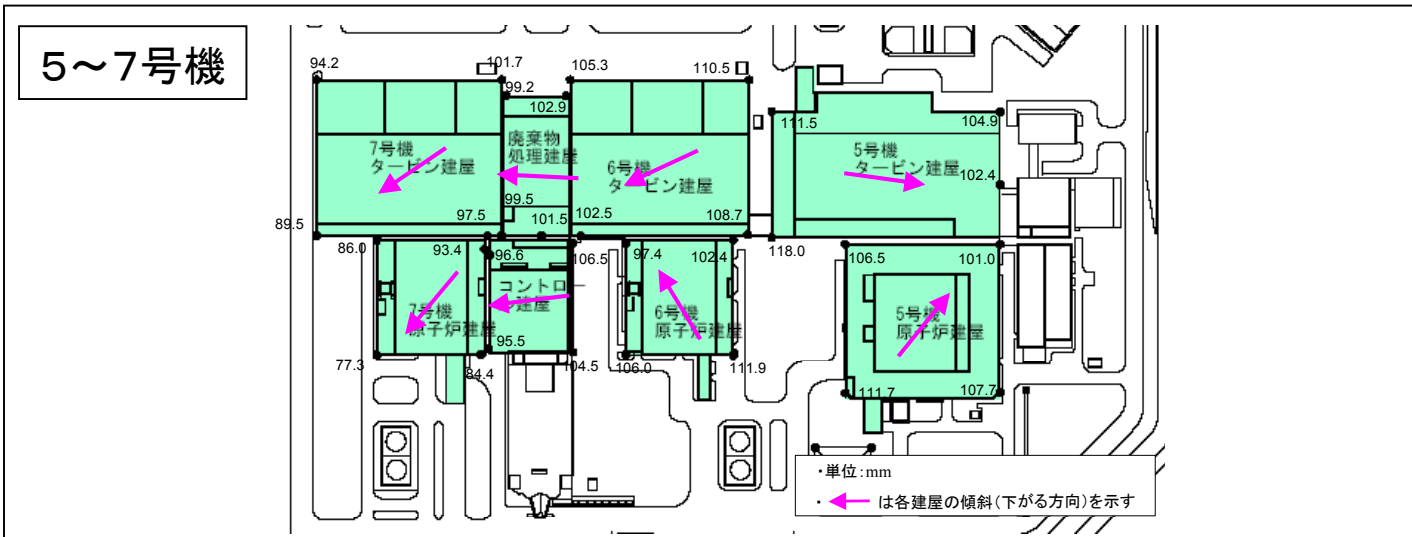 5~7号機
94.2
101.7
105.3
110.5
99.2
102.9
111.5
104.9
7号機
タービン建屋
廃棄物
処理建屋
6号機
タービン建屋
5号機
タービン建屋
102.4
99.5
89.5
97.5
101.5
102.5
108.7
86.0
93.4
96.6
106.5
97.4
102.4
118.0
106.5
101.0
7号機
原子炉建屋
コントロー
ル建屋
6号機
原子炉建屋
5号機
原子炉建屋
95.5
77.3
84.4
104.5
106.0
111.9
111.7
107.7
・単位:mm
・ は各建屋の傾斜(下がる方向)を示す